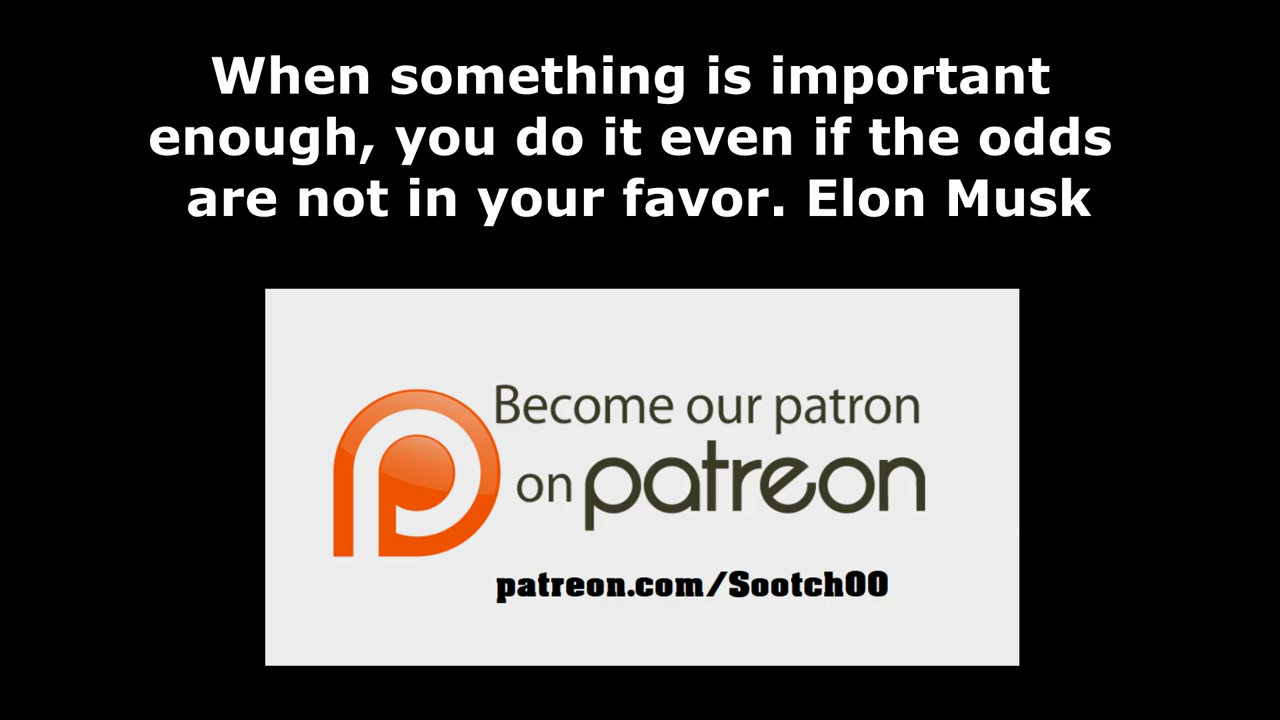 When something is important
enough, you do it even if the odds
are not in your favor. Elon Musk
Become our patron
on patreon
patreon.com/Sootch00